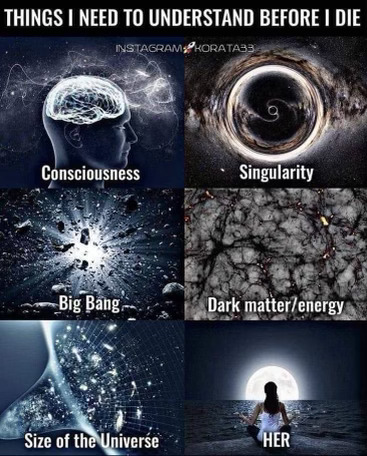 THINGS I NEED TO UNDERSTAND BEFORE I DIE
INSTAGRAM🚀KORATA33
Consciousness
Singularity
Big Bang
Dark matter/energy
Size of the Universe
HER